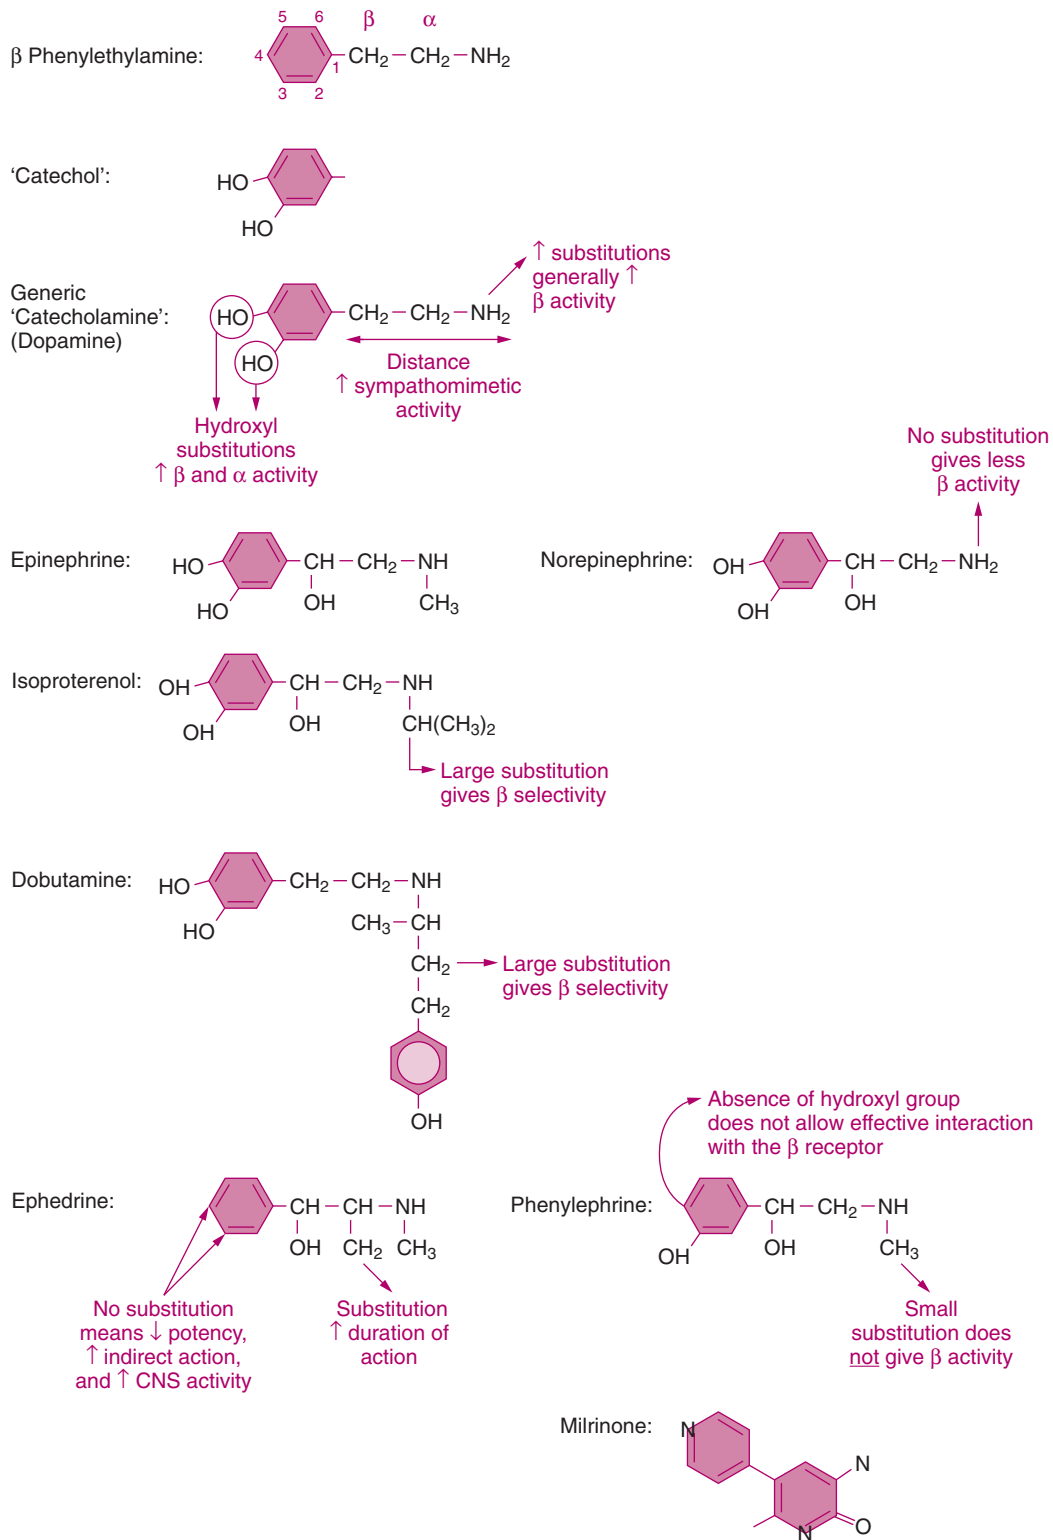 β Phenylethylamine:
5 6 β α
4 1 CH2 CH2 NH2
3 2
'Catechol':
HO
HO
Generic
'Catecholamine':
(Dopamine)
HO CH2 CH2 NH2
HO
↑ substitutions
generally ↑
β activity
Distance
↑ sympathomimetic
activity
Hydroxyl
substitutions
↑ β and α activity
No substitution
gives less
β activity
Epinephrine:
HO CH CH2 NH
HO OH CH3
Norepinephrine:
OH CH CH2 NH2
OH OH
Isoproterenol:
OH CH CH2 NH
OH OH CH(CH3)2
Large substitution
gives β selectivity
Dobutamine:
HO CH2 CH2 NH
HO CH3 CH
CH2
CH2
OH
Large substitution
gives β selectivity
Absence of hydroxyl group
does not allow effective interaction
with the β receptor
Ephedrine:
CH CH NH
OH CH2 CH3
No substitution
means ↓ potency,
↑ indirect action,
and ↑ CNS activity
Substitution
↑ duration of
action
Phenylephrine:
CH CH2 NH
OH OH CH3
Small
substitution does
not give β activity
Milrinone:
N
N
N O